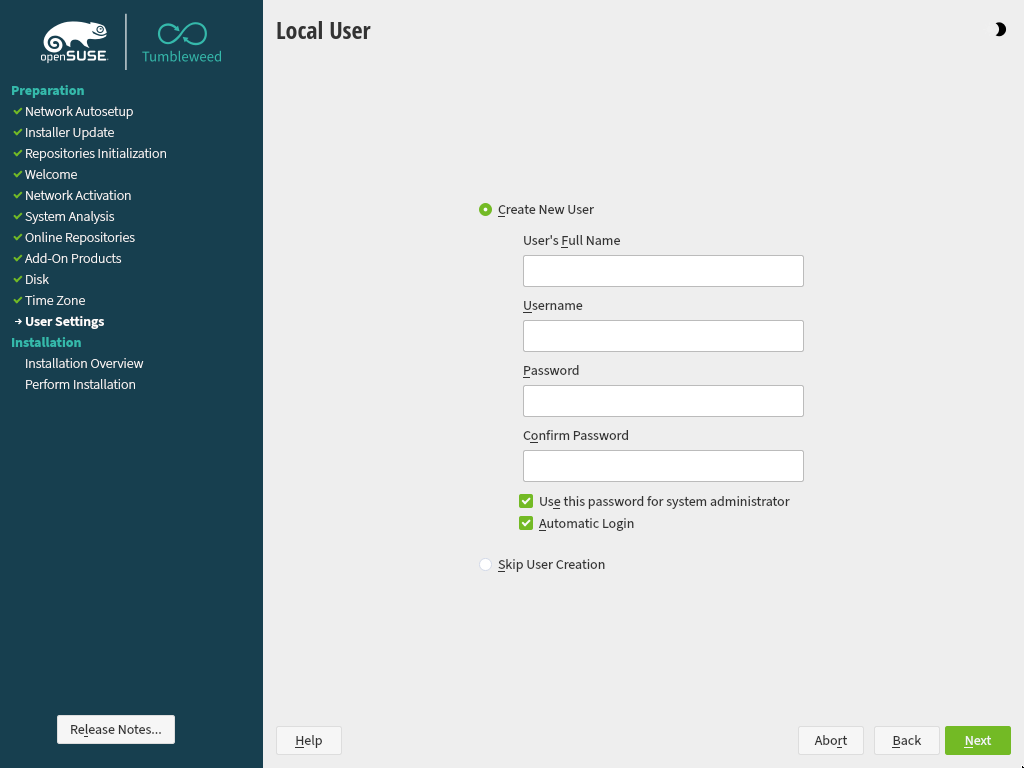 openSUSE
Tumbleweed
Preparation
Network Autosetup
Installer Update
Repositories Initialization
Welcome
Network Activation
System Analysis
Online Repositories
Add-On Products
Disk
Time Zone
User Settings
Installation
Installation Overview
Perform Installation
Release Notes...
Local User
Create New User
User's Full Name
Username
Password
Confirm Password
Use this password for system administrator
Automatic Login
Skip User Creation
Help
Abort
Back
Next